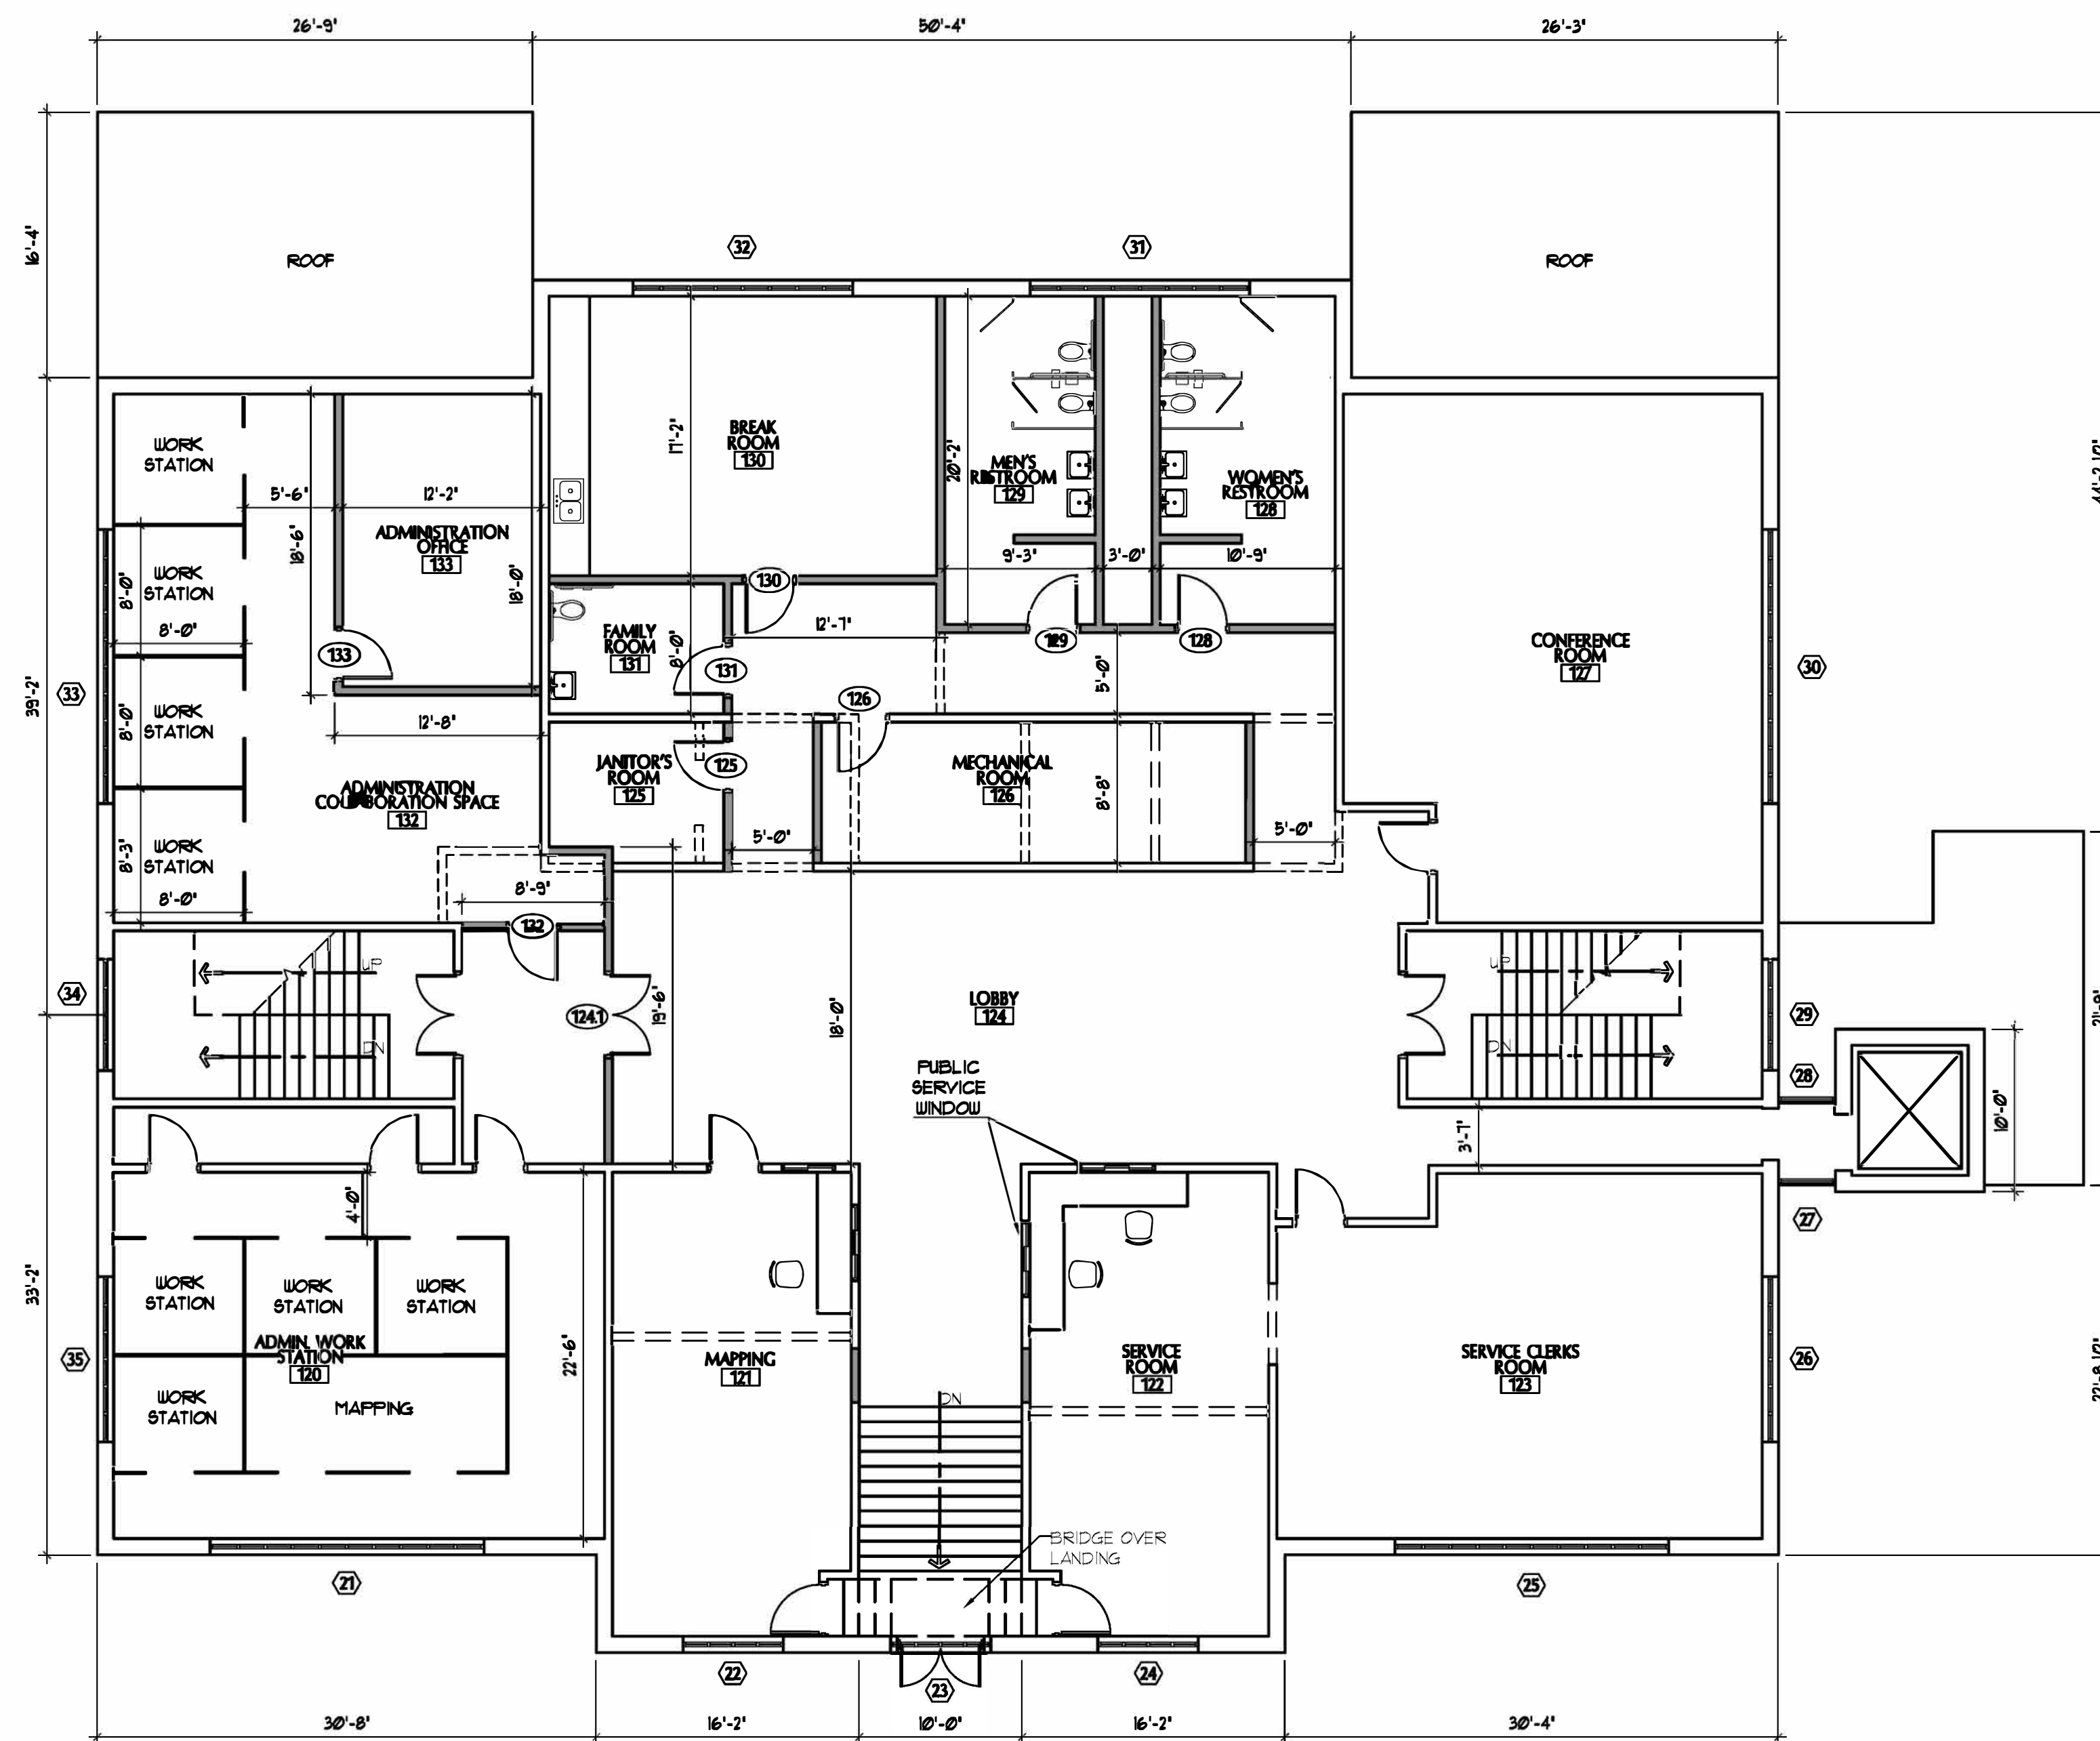 26'-9"
50'-4"
26'-3"
16'-4"
ROOF
32
31
ROOF
WORK
STATION
5'-6"
12'-2"
18'-6"
ADMINISTRATION
OFFICE
133
18'-0"
17'-2"
BREAK
ROOM
130
20'-2"
MEN'S
RESTROOM
129
WOMEN'S
RESTROOM
128
9'-3"
3'-0"
10'-9"
WORK
STATION
8'-0"
8'-0"
133
130
FAMILY
ROOM
131
8'-0"
131
12'-7"
129
128
5'-0"
CONFERENCE
ROOM
127
30
39'-2"
33
WORK
STATION
8'-0"
12'-8"
126
JANITOR'S
ROOM
125
125
MECHANICAL
ROOM
126
8'-8"
5'-0"
5'-0"
ADMINISTRATION
132
WORK
STATION
8'-3"
8'-0"
8'-9"
132
34
UP
DN
124.1
19'-6"
18'-0"
LOBBY
124
UP
DN
29
28
PUBLIC
SERVICE
WINDOW
3'-7"
10'-0"
27
4'-0"
33'-2"
35
WORK
STATION
WORK
STATION
WORK
STATION
ADMIN. WORK
STATION
120
WORK
STATION
MAPPING
22'-6"
MAPPING
121
DN
SERVICE
ROOM
122
SERVICE CLERKS
ROOM
123
26
BRIDGE OVER
LANDING
21
25
22
23
24
30'-8"
16'-2"
10'-0"
16'-2"
30'-4"